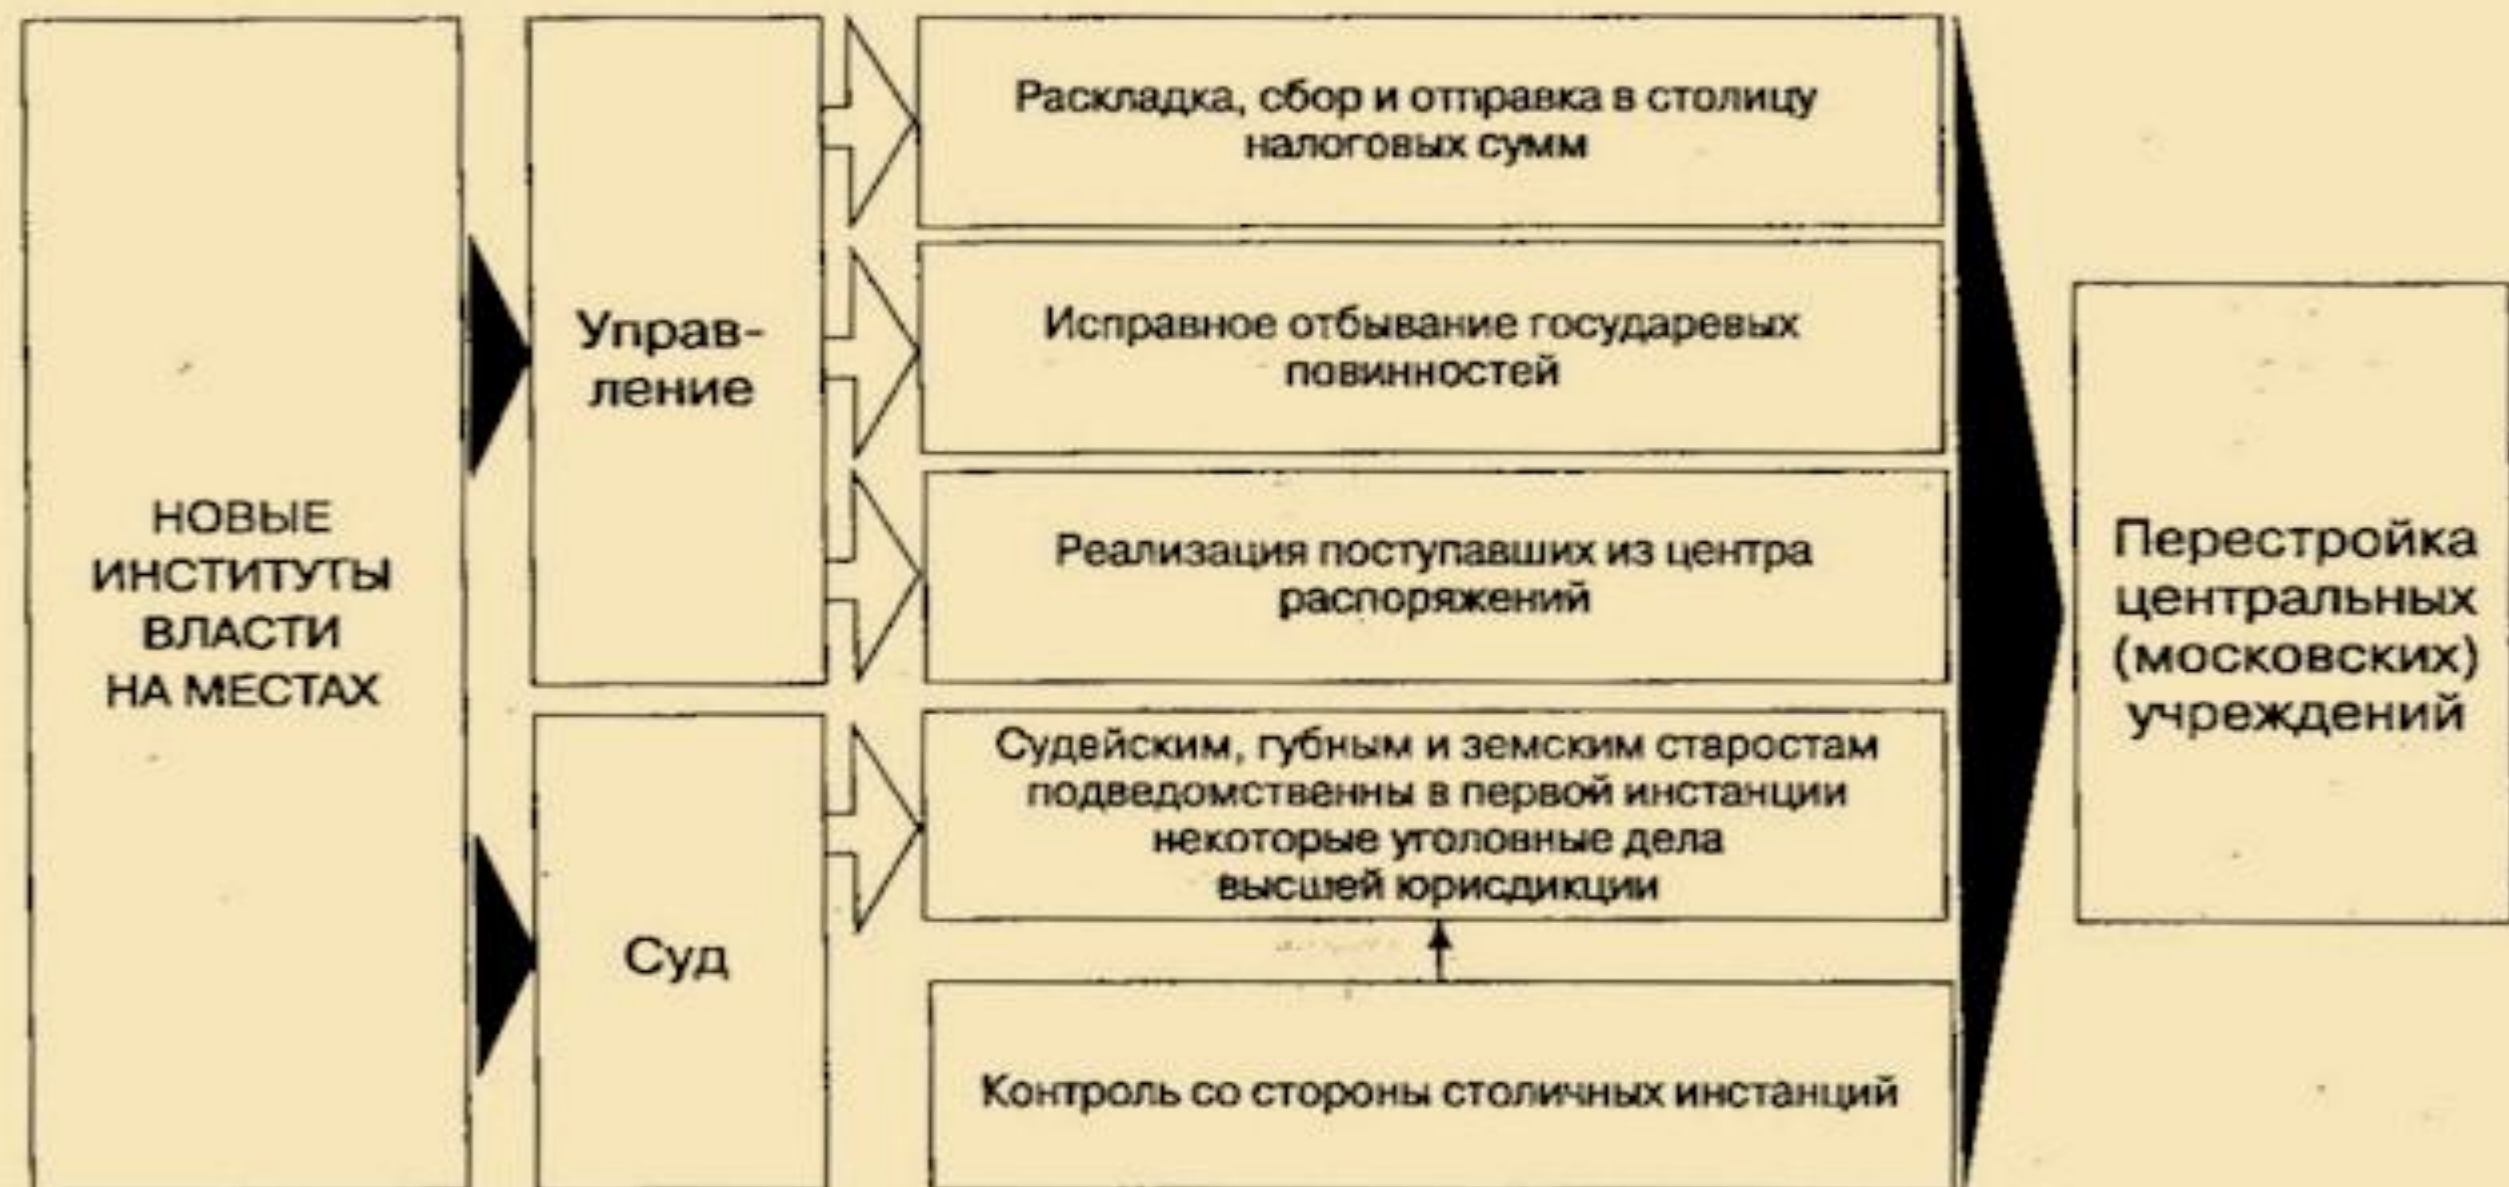 НОВЫЕ
ИНСТИТУТЫ
ВЛАСТИ
НА МЕСТАХ
Управ-
ление
Раскладка, сбор и отправка в столицу
налоговых сумм
Исправное отбывание государевых
повинностей
Реализация поступавших из центра
распоряжений
Суд
Судейским, губным и земским старостам
подведомственны в первой инстанции
некоторые уголовные дела
высшей юрисдикции
Контроль со стороны столичных инстанций
Перестройка
центральных
(московских)
учреждений